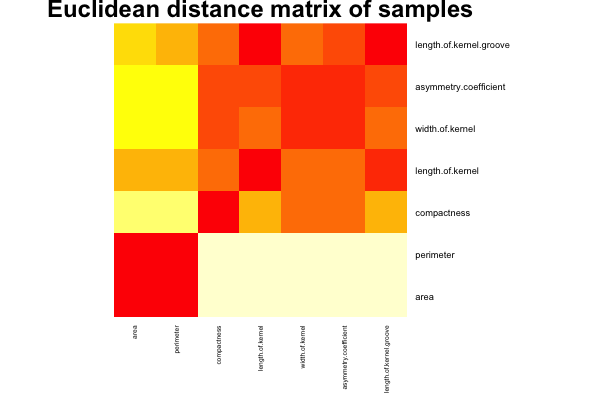 Euclidean distance matrix of samples
length.of.kernel.groove
asymmetry.coefficient
width.of.kernel
length.of.kernel
compactness
perimeter
area
area
perimeter
compactness
length.of.kernel
width.of.kernel
asymmetry.coefficient
length.of.kernel.groove